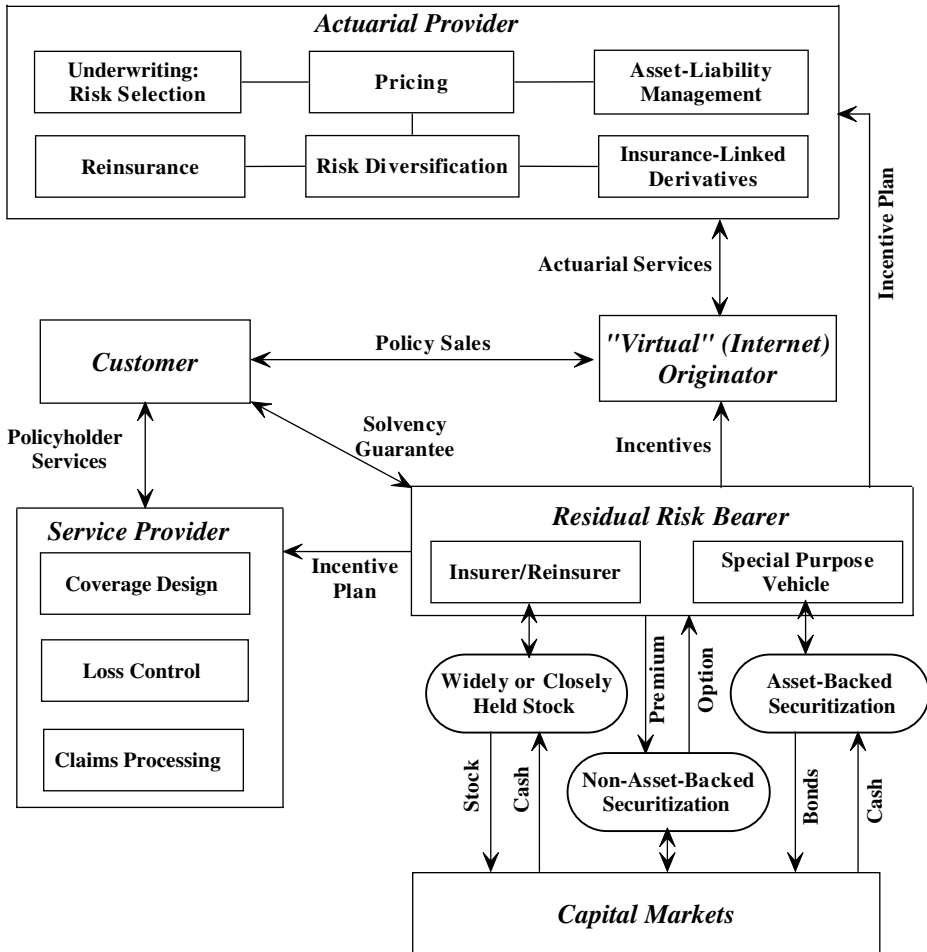 Actuarial Provider
Underwriting:
Risk Selection
Pricing
Asset-Liability
Management
Reinsurance
Risk Diversification
Insurance-Linked
Derivatives
Incentive Plan
Actuarial Services
Customer
Policy Sales
"Virtual" (Internet)
Originator
Policyholder
Services
Solvency
Guarantee
Incentives
Service Provider
Coverage Design
Loss Control
Claims Processing
Incentive
Plan
Residual Risk Bearer
Insurer/Reinsurer
Special Purpose
Vehicle
Widely or Closely
Held Stock
Premium
Option
Asset-Backed
Securitization
Stock
Cash
Non-Asset-Backed
Securitization
Bonds
Cash
Capital Markets